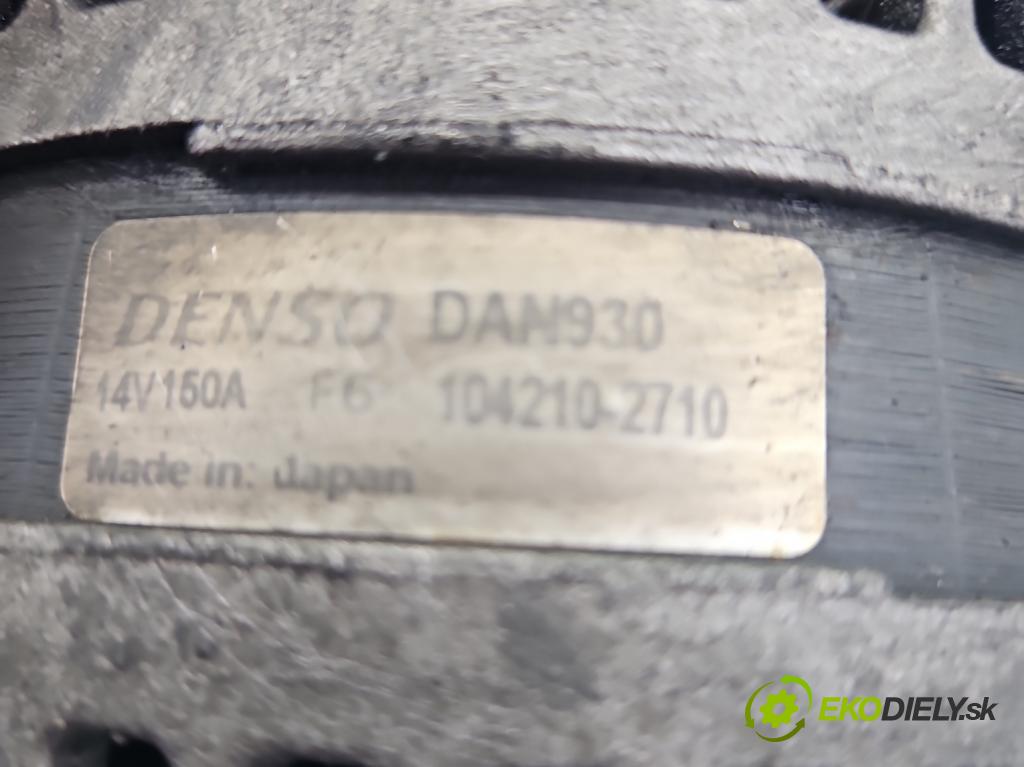 DENSO DAN930
14V150A F6 104210-2710
Made in: Japan
EKODIELY.sk